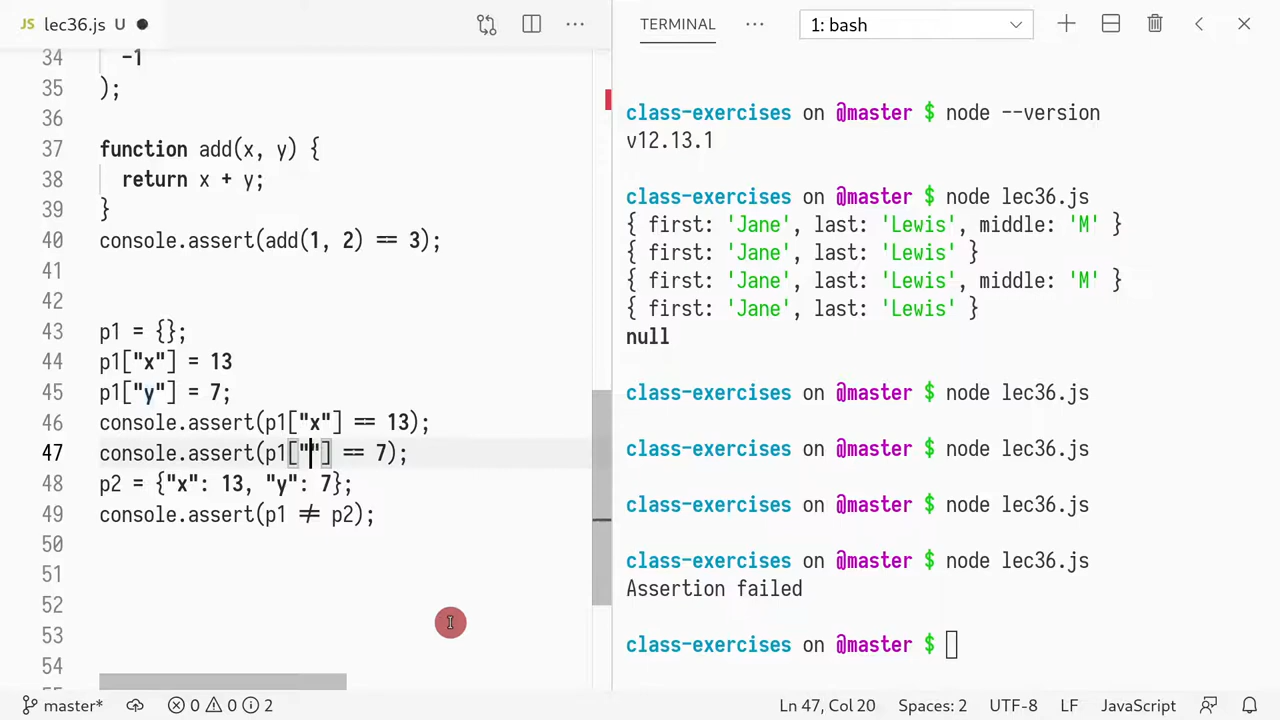 JS lec36.js U ● ···
34 -1
35 );
36
37 function add(x, y) {
38 return x + y;
39 }
40 console.assert(add(1, 2) == 3);
41
42
43 p1 = {};
44 p1["x"] = 13
45 p1["y"] = 7;
46 console.assert(p1["x"] == 13);
47 console.assert(p1[""] == 7);
48 p2 = {"x": 13, "y": 7};
49 console.assert(p1 != p2);
50
51
52
53
54
TERMINAL ··· 1: bash
class-exercises on @master $ node --version
v12.13.1
class-exercises on @master $ node lec36.js
{ first: 'Jane', last: 'Lewis', middle: 'M' }
{ first: 'Jane', last: 'Lewis' }
{ first: 'Jane', last: 'Lewis', middle: 'M' }
{ first: 'Jane', last: 'Lewis' }
null
class-exercises on @master $ node lec36.js
class-exercises on @master $ node lec36.js
class-exercises on @master $ node lec36.js
class-exercises on @master $ node lec36.js
Assertion failed
class-exercises on @master $
master* 0 0 2 Ln 47, Col 20 Spaces: 2 UTF-8 LF JavaScript